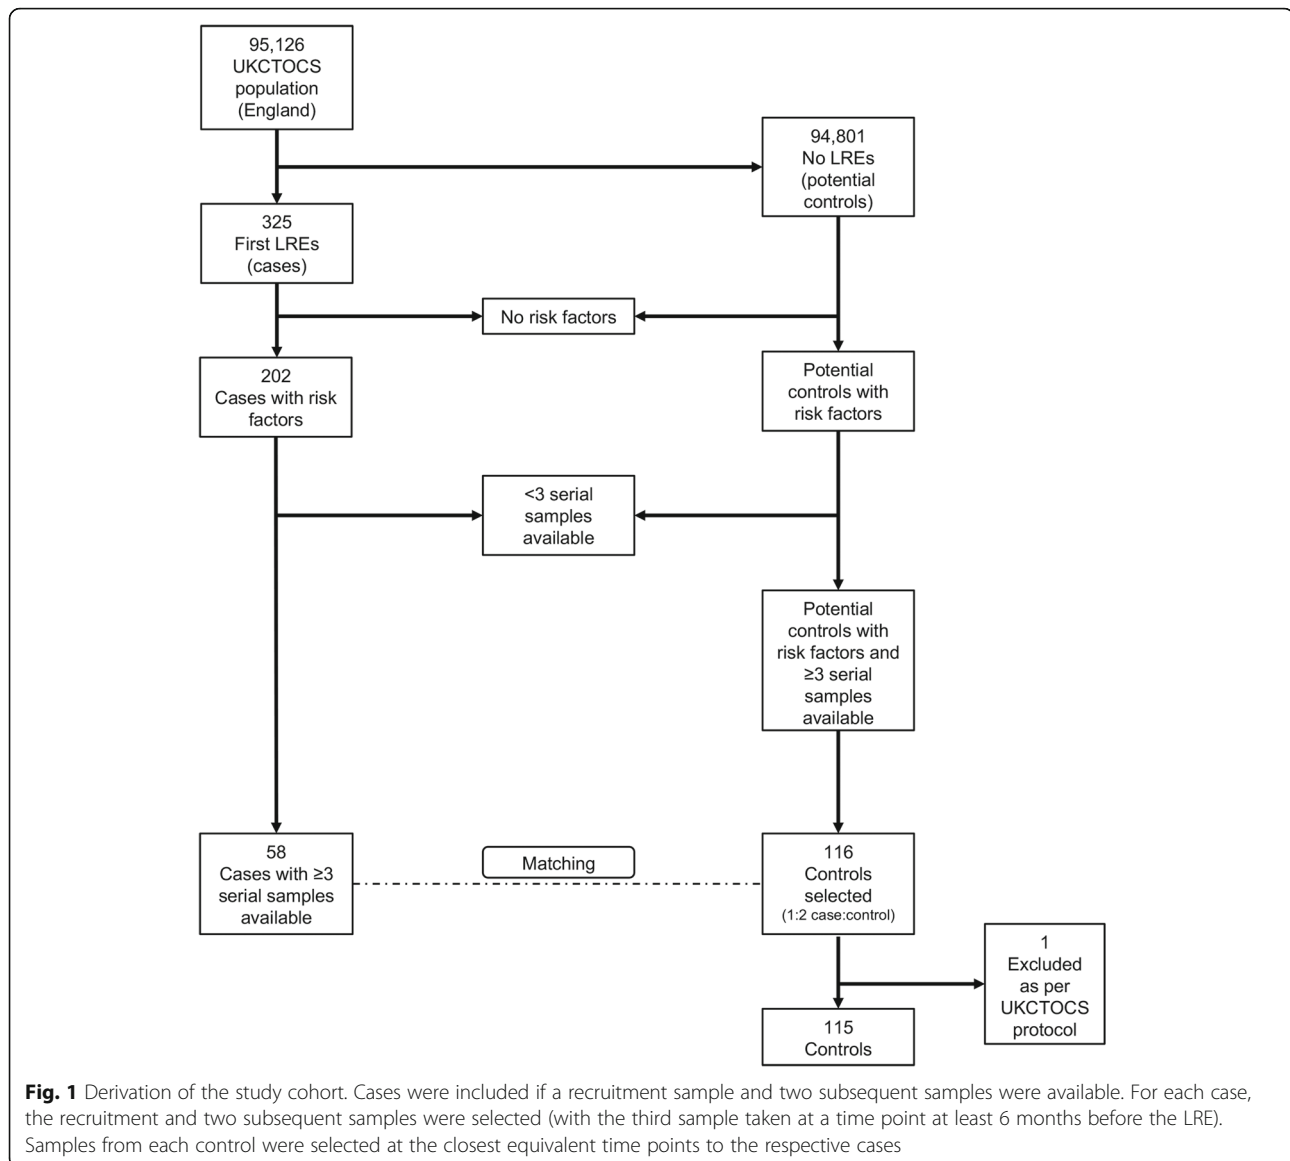 95,126
UKCTOCS
population
(England)
94,801
No LREs
(potential
controls)
325
First LREs
(cases)
No risk factors
202
Cases with risk
factors
Potential
controls with
risk factors
<3 serial
samples
available
Potential
controls with
risk factors and
≥3 serial
samples
available
58
Cases with ≥3
serial samples
available
Matching
116
Controls
selected
(1:2 case:control)
1
Excluded
as per
UKCTOCS
protocol
115
Controls
Fig. 1 Derivation of the study cohort. Cases were included if a recruitment sample and two subsequent samples were available. For each case,
the recruitment and two subsequent samples were selected (with the third sample taken at a time point at least 6 months before the LRE).
Samples from each control were selected at the closest equivalent time points to the respective cases